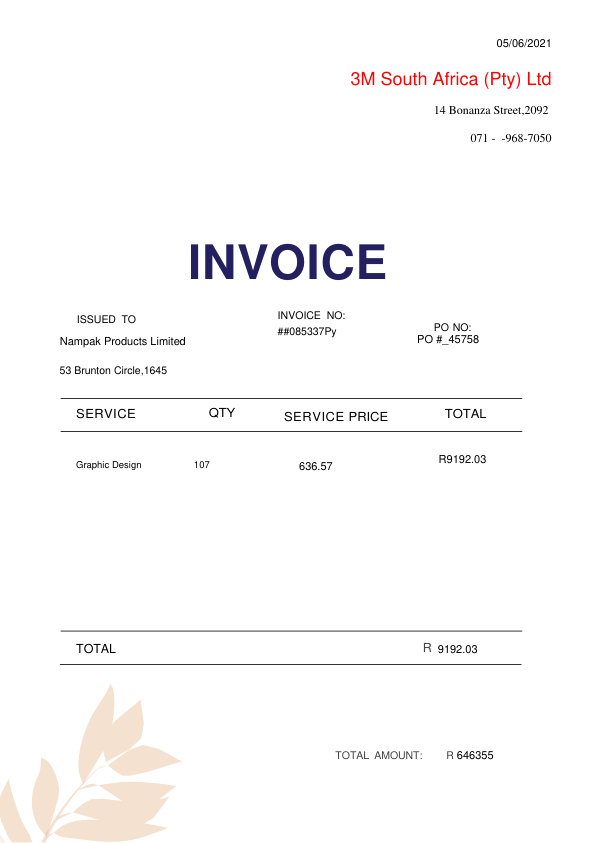 05/06/2021
3M South Africa (Pty) Ltd
14 Bonanza Street,2092
071 -  -968-7050
INVOICE
ISSUED TO
Nampak Products Limited
53 Brunton Circle,1645
INVOICE NO:
##085337Py
PO NO:
PO #_45758
SERVICE QTY SERVICE PRICE TOTAL
Graphic Design 107 636.57 R9192.03
TOTAL R 9192.03
TOTAL AMOUNT: R 646355